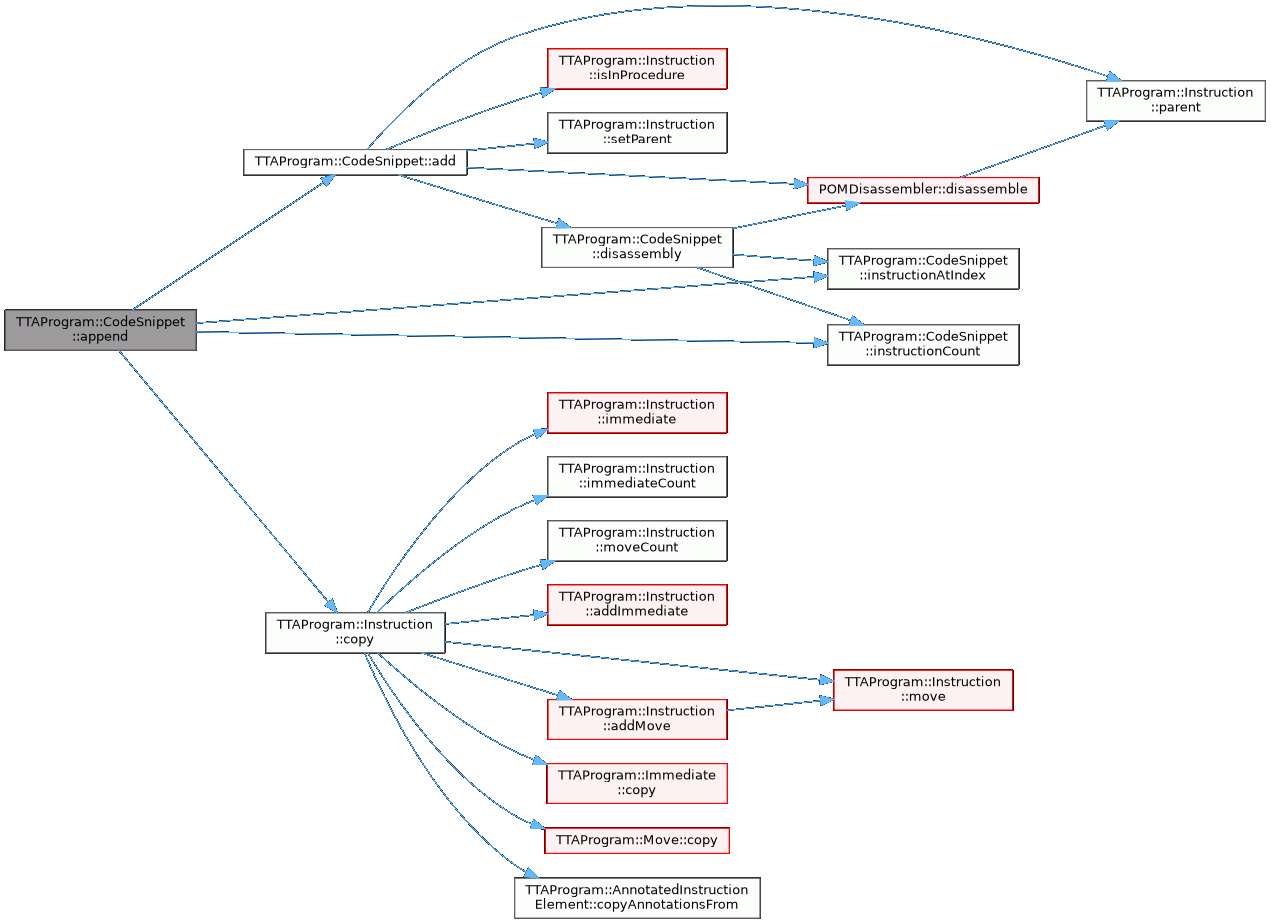 TTAProgram::Instruction
::isInProcedure
TTAProgram::Instruction
::parent
TTAProgram::Instruction
::setParent
TTAProgram::CodeSnippet::add
POMDisassembler::disassemble
TTAProgram::CodeSnippet
::disassembly
TTAProgram::CodeSnippet
::instructionAtIndex
TTAProgram::CodeSnippet
::append
TTAProgram::CodeSnippet
::instructionCount
TTAProgram::Instruction
::immediate
TTAProgram::Instruction
::immediateCount
TTAProgram::Instruction
::moveCount
TTAProgram::Instruction
::addImmediate
TTAProgram::Instruction
::copy
TTAProgram::Instruction
::move
TTAProgram::Instruction
::addMove
TTAProgram::Immediate
::copy
TTAProgram::Move::copy
TTAProgram::AnnotatedInstruction
Element::copyAnnotationsFrom